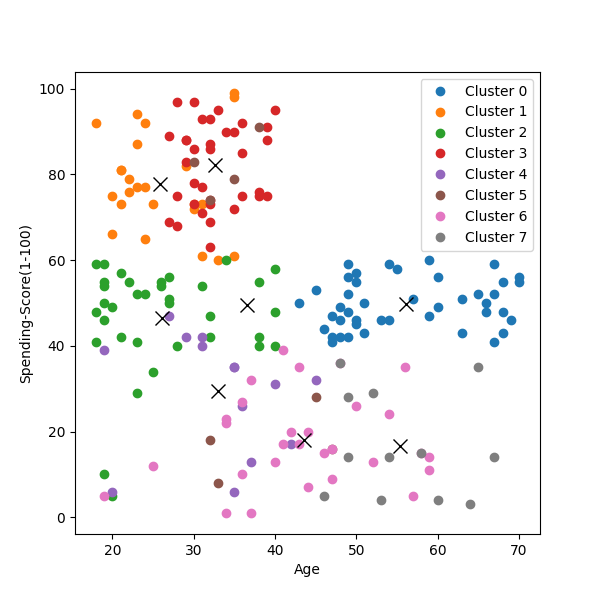 100
80
60
40
20
0
Spending-Score(1-100)
20 30 40 50 60 70
Age
Cluster 0
Cluster 1
Cluster 2
Cluster 3
Cluster 4
Cluster 5
Cluster 6
Cluster 7